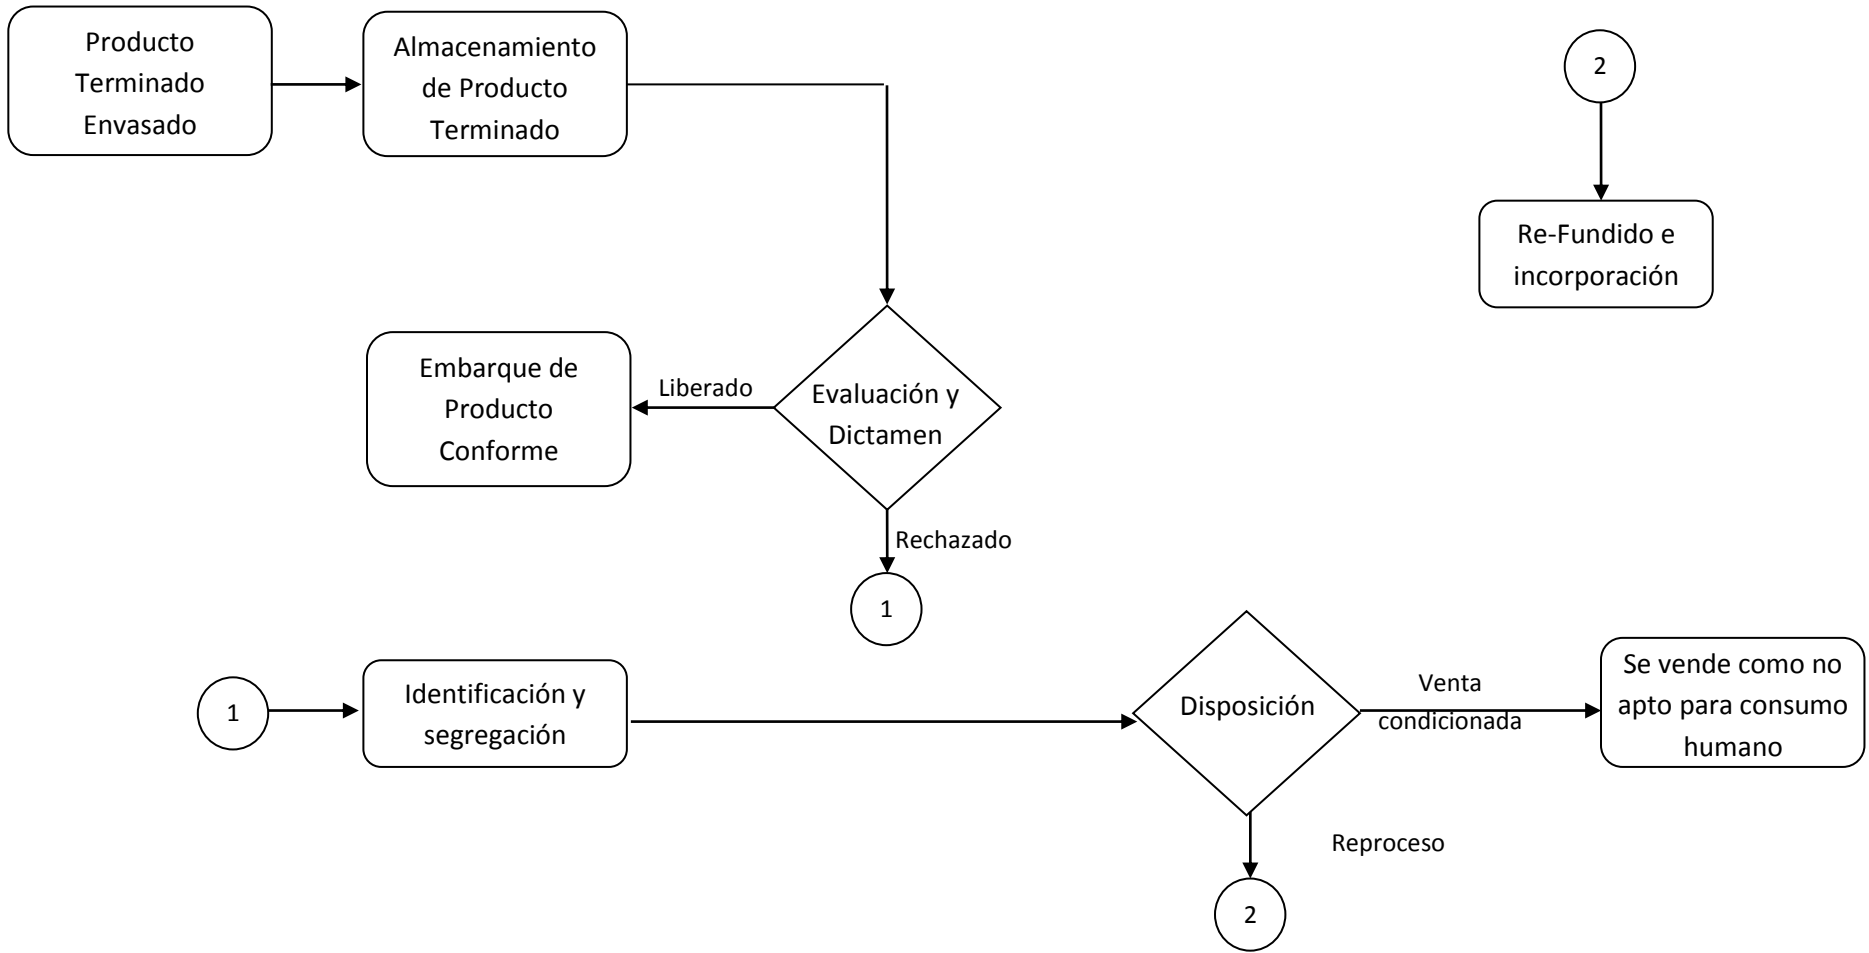 Producto
Terminado
Envasado
Almacenamiento
de Producto
Terminado
2
Re-Fundido e
incorporación
Embarque de
Producto
Conforme
Liberado
Evaluación y
Dictamen
Rechazado
1
1
Identificación y
segregación
Disposición
Venta
condicionada
Se vende como no
apto para consumo
humano
Reproceso
2